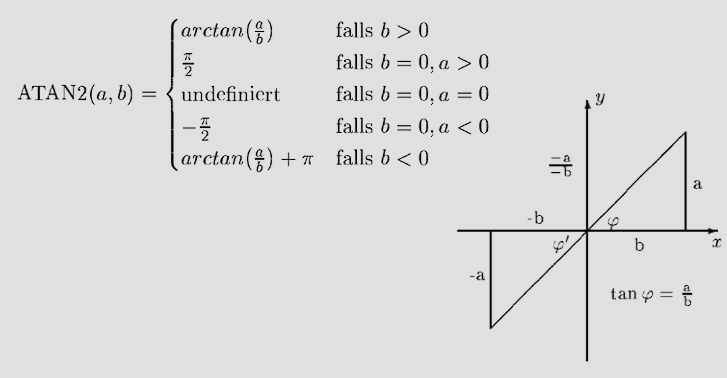 ATAN2(a, b) = { arctan(a/b) falls b > 0
π/2 falls b = 0, a > 0
undefiniert falls b = 0, a = 0
-π/2 falls b = 0, a < 0
arctan(a/b) + π falls b < 0
y
-a/-b
a
-b
φ
φ'
b
x
-a
tan φ = a/b